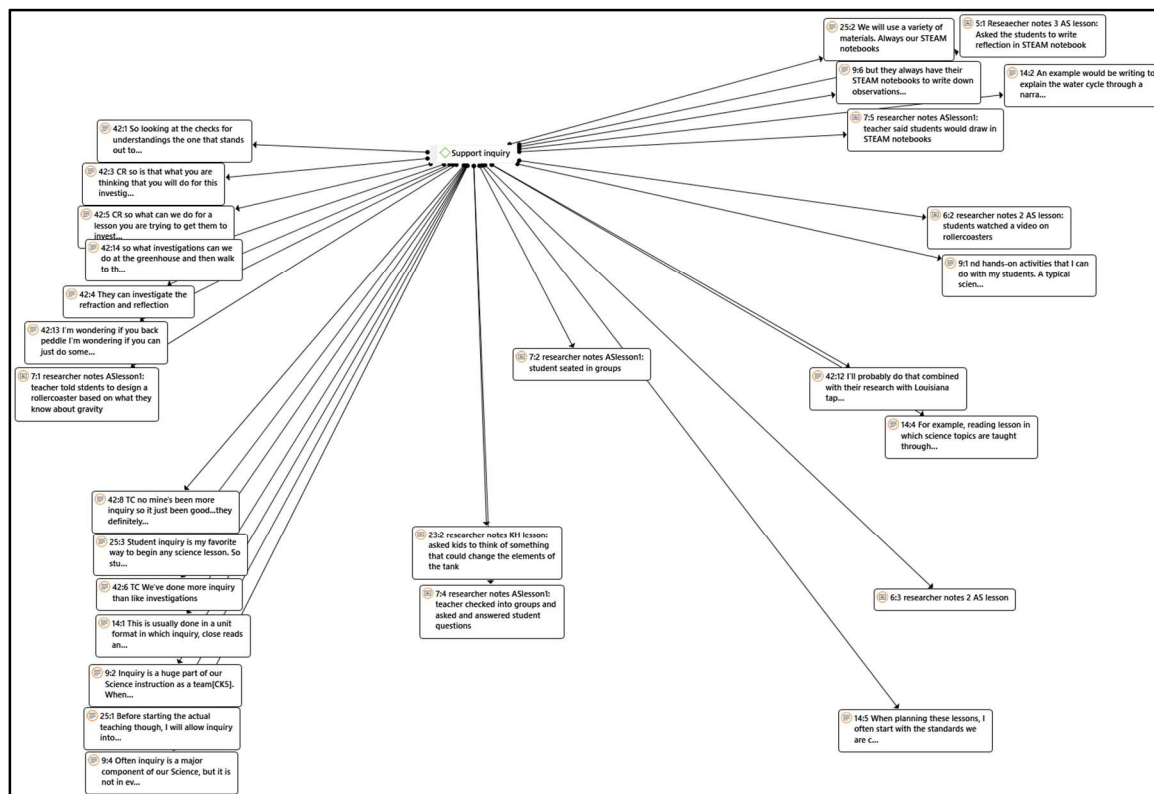 25:2 We will use a variety of
materials. Always our STEAM
notebooks
5:1 Reseaecher notes 3 AS lesson:
Asked the students to write
reflection in STEAM notebook
9:6 but they always have their
STEAM notebooks to write down
observations...
14:2 An example would be writing to
explain the water cycle through a
narra...
7:5 researcher notes ASlesson1:
teacher said students would draw in
STEAM notebooks
42:1 So looking at the checks for
understandings the one that stands
out to...
Support inquiry
42:3 CR so is that what you are
thinking that you will do for this
investig...
42:5 CR so what can we do for a
lesson you are trying to get them to
invest...
42:14 so what investigations can we
do at the greenhouse and then walk
to th...
6:2 researcher notes 2 AS lesson:
students watched a video on
rollercoasters
9:1 nd hands-on activities that I can
do with my students. A typical
scien...
42:4 They can investigate the
refraction and reflection
42:13 I'm wondering if you back
peddle I'm wondering if you can
just do some...
7:1 researcher notes ASlesson1:
teacher told stdents to design a
rollercoaster based on what they
know about gravity
7:2 researcher notes ASlesson1:
student seated in groups
42:12 I'll probably do that combined
with their research with Louisiana
tap...
14:4 For example, reading lesson in
which science topics are taught
through...
42:8 TC no mine's been more
inquiry so it just been good...they
definitely...
25:3 Student inquiry is my favorite
way to begin any science lesson. So
stu...
42:6 TC We've done more inquiry
than like investigations
14:1 This is usually done in a unit
format in which inquiry, close reads
an...
9:2 Inquiry is a huge part of our
Science instruction as a team[CK5].
When...
25:1 Before starting the actual
teaching though, I will allow inquiry
into...
9:4 Often inquiry is a major
component of our Science, but it is
not in ev...
23:2 researcher notes KH lesson:
asked kids to think of something
that could change the elements of
the tank
7:4 researcher notes ASlesson1:
teacher checked into groups and
asked and answered student
questions
6:3 researcher notes 2 AS lesson
14:5 When planning these lessons, I
often start with the standards we
are c...